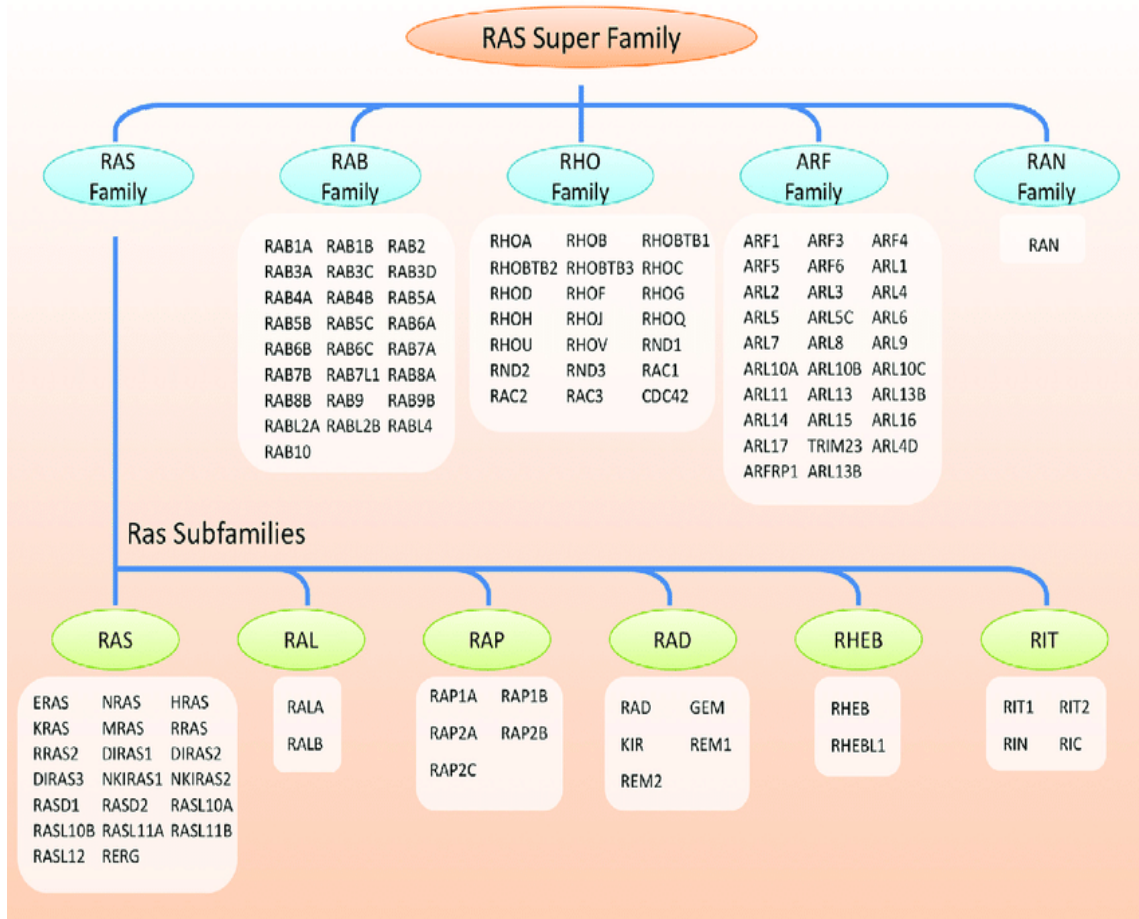 RAS Super Family
RAS
Family
RAB
Family
RHO
Family
ARF
Family
RAN
Family
RAB1A RAB1B RAB2
RAB3A RAB3C RAB3D
RAB4A RAB4B RAB5A
RAB5B RAB5C RAB6A
RAB6B RAB6C RAB7A
RAB7B RAB7L1 RAB8A
RAB8B RAB9 RAB9B
RABL2A RABL2B RABL4
RAB10
RHOA RHOB RHOBTB1
RHOBTB2 RHOBTB3 RHOC
RHOD RHOF RHOG
RHOH RHOJ RHOQ
RHOU RHOV RND1
RND2 RND3 RAC1
RAC2 RAC3 CDC42
ARF1 ARF3 ARF4
ARF5 ARF6 ARL1
ARL2 ARL3 ARL4
ARL5 ARL5C ARL6
ARL7 ARL8 ARL9
ARL10A ARL10B ARL10C
ARL11 ARL13 ARL13B
ARL14 ARL15 ARL16
ARL17 TRIM23 ARL4D
ARFRP1 ARL13B
RAN
Ras Subfamilies
RAS
RAL
RAP
RAD
RHEB
RIT
ERAS NRAS HRAS
KRAS MRAS RRAS
RRAS2 DIRAS1 DIRAS2
DIRAS3 NKIRAS1 NKIRAS2
RASD1 RASD2 RASL10A
RASL10B RASL11A RASL11B
RASL12 RERG
RALA
RALB
RAP1A RAP1B
RAP2A RAP2B
RAP2C
RAD GEM
KIR REM1
REM2
RHEB
RHEBL1
RIT1 RIT2
RIN RIC